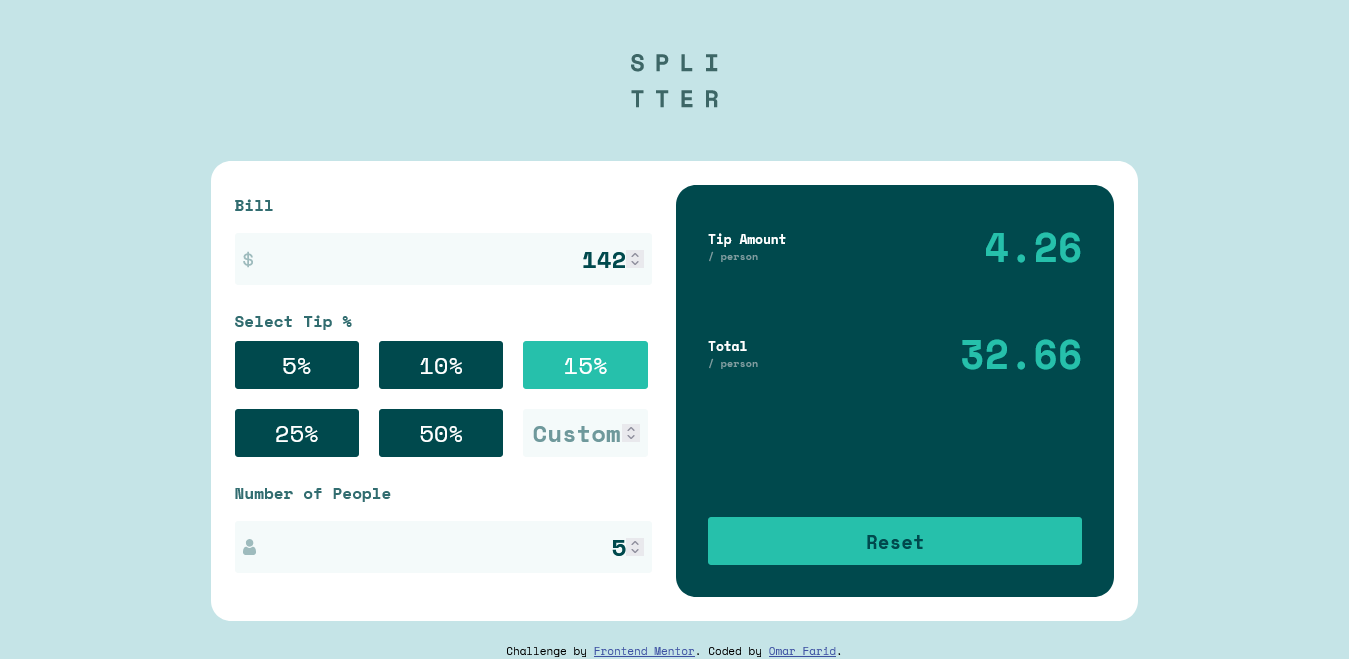 SPLI
TTER
Bill
$ 142
Select Tip %
5% 10% 15%
25% 50% Custom
Number of People
5
Tip Amount
/ person
4.26
Total
/ person
32.66
Reset
Challenge by Frontend Mentor. Coded by Omar Farid.